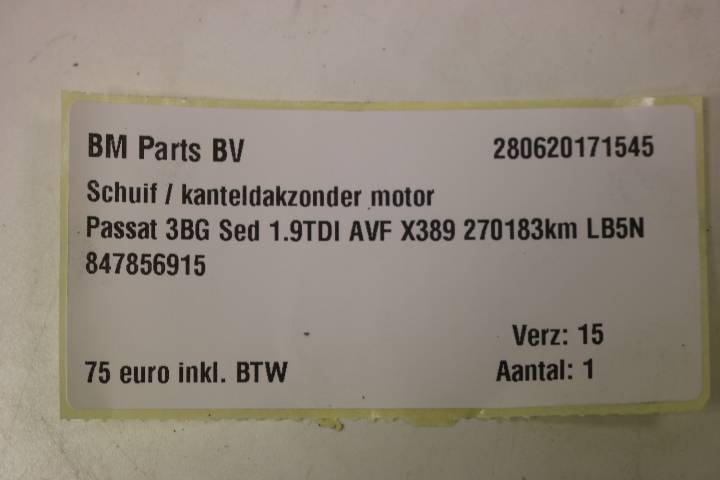 BM Parts BV 280620171545
Schuif / kanteldakzonder motor
Passat 3BG Sed 1.9TDI AVF X389 270183km LB5N
847856915
Verz: 15
75 euro inkl. BTW Aantal: 1